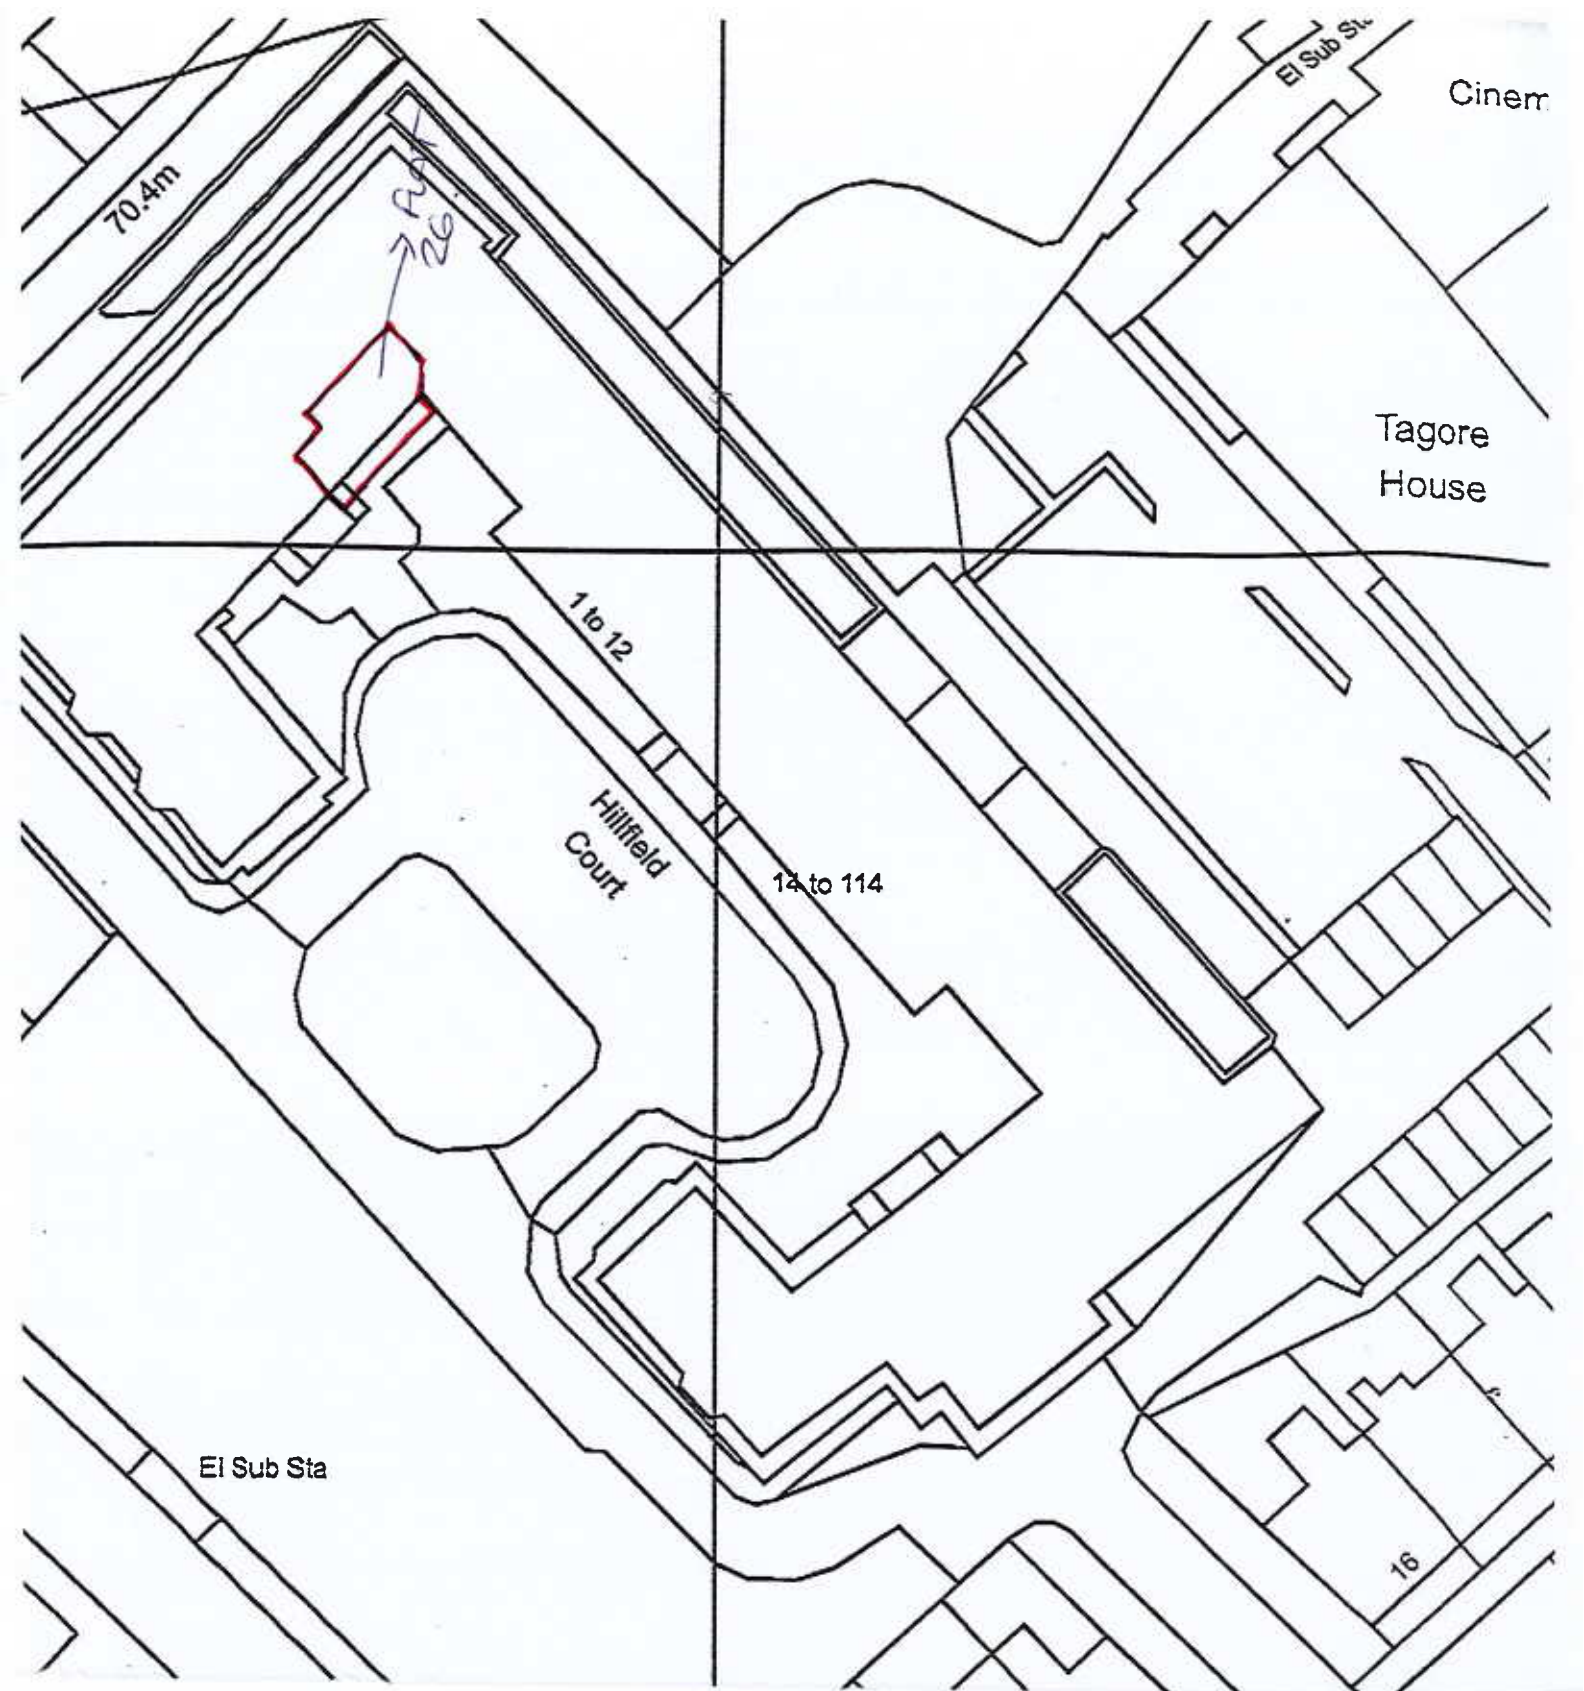 El Sub Sta
Cinem
70.4m
Flat
26
Tagore
House
1 to 12
Hillfield
Court
14 to 114
El Sub Sta
16